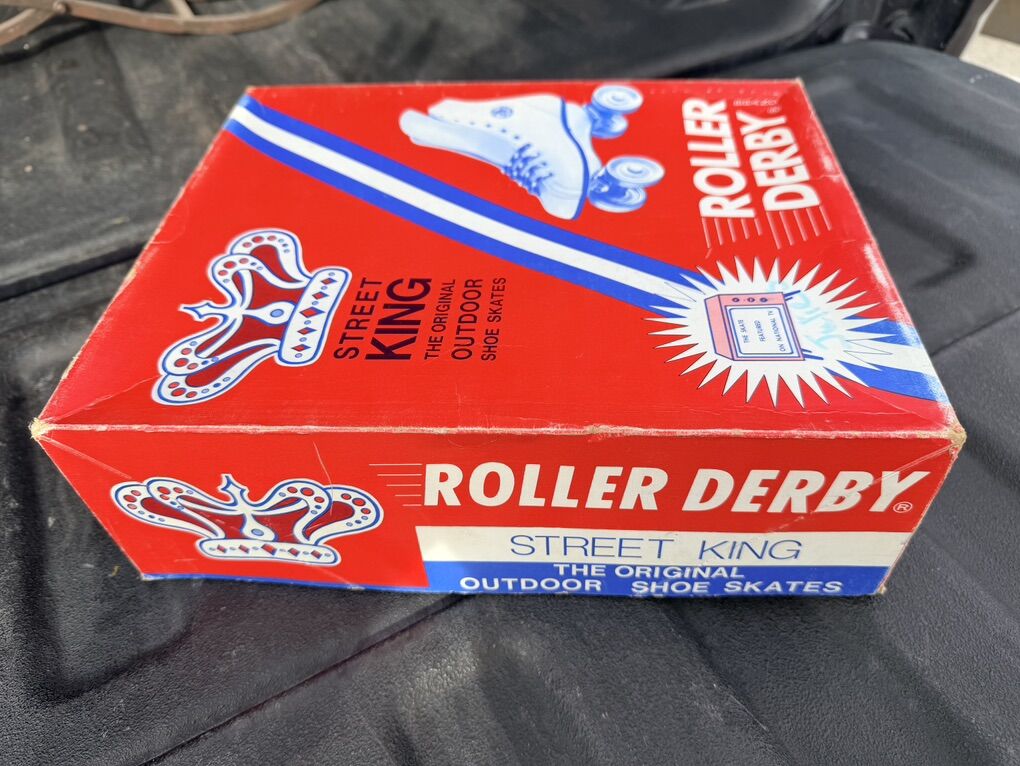 ROLLER
DERBY
STREET
KING
THE ORIGINAL
OUTDOOR
SHOE SKATES
THE SKATE
FEATURED
ON NATIONAL TV
ROLLER DERBY®
STREET KING
THE ORIGINAL
OUTDOOR SHOE SKATES